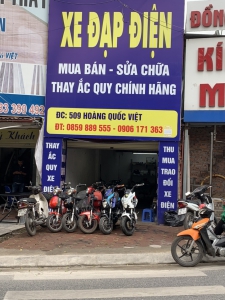 XE ĐẠP ĐIỆN
MUA BÁN - SỬA CHỮA
THAY ẮC QUY CHÍNH HÃNG
ĐC: 509 HOÀNG QUỐC VIỆT
ĐT: 0859 889 555 - 0906 171 363
THAY
ẮC
QUY
XE
ĐIỆN
THU
MUA
TRAO
ĐỔI
XE
ĐIỆN
ĐỒNG
KÍ
M